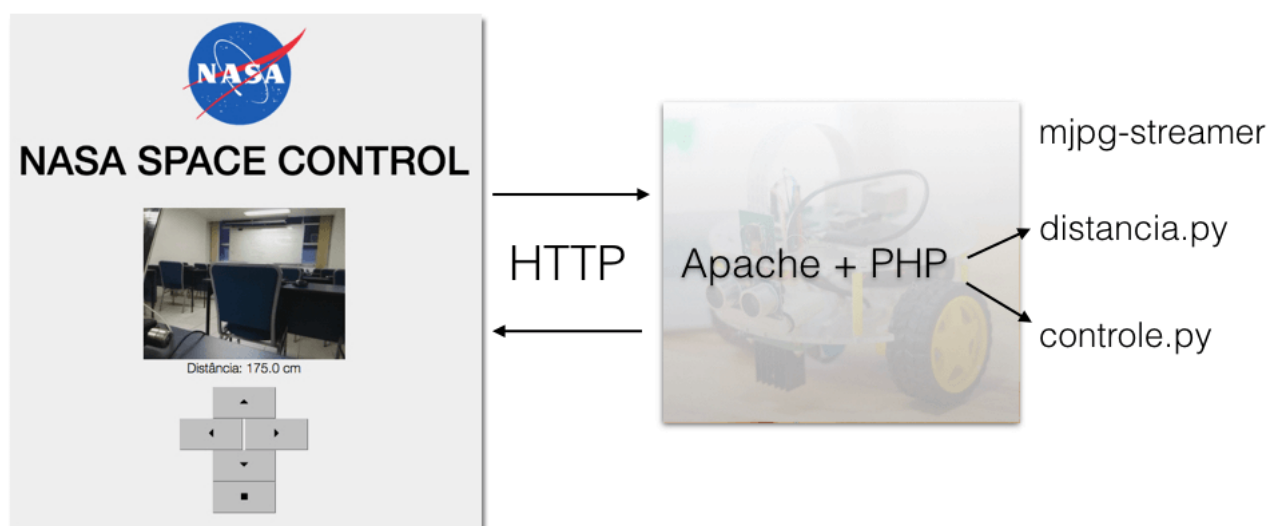 NASA
NASA SPACE CONTROL
Distância: 175.0 cm
HTTP
Apache + PHP
mjpg-streamer
distancia.py
controle.py